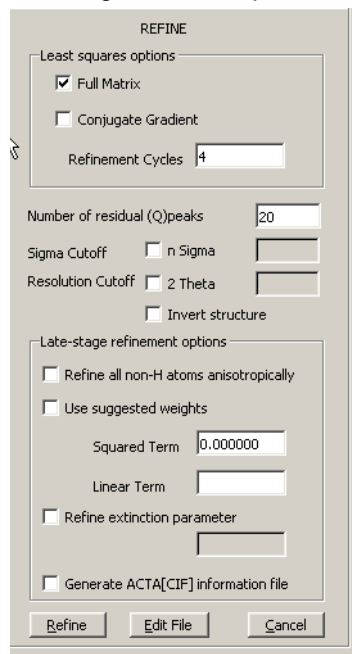 REFINE
Least squares options
Full Matrix
Conjugate Gradient
Refinement Cycles 4
Number of residual (Q)peaks 20
Sigma Cutoff n Sigma
Resolution Cutoff 2 Theta
Invert structure
Late-stage refinement options
Refine all non-H atoms anisotropically
Use suggested weights
Squared Term 0.000000
Linear Term
Refine extinction parameter
Generate ACTA[CIF] information file
Refine Edit File Cancel